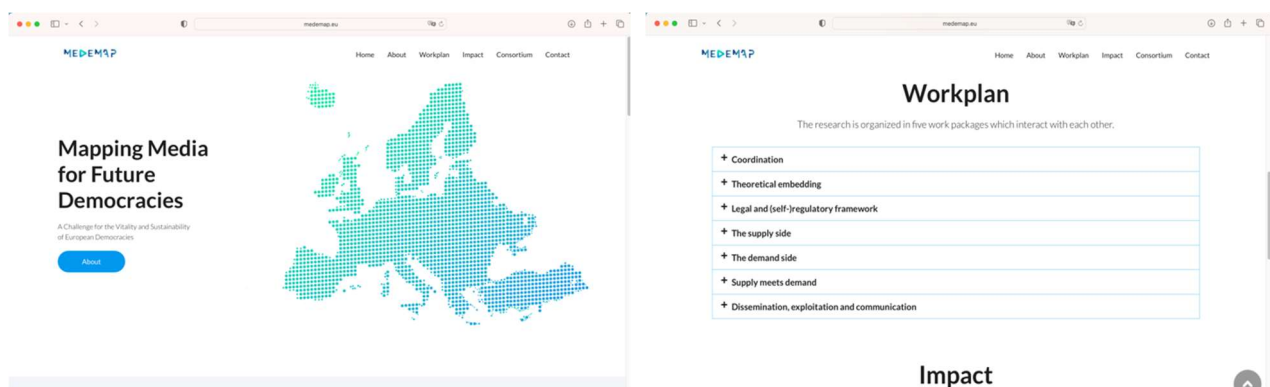 medemap.eu
MEDEMAP
Home About Workplan Impact Consortium Contact
Mapping Media
for Future
Democracies
A Challenge for the Vitality and Sustainability
of European Democracies
About
medemap.eu
MEDEMAP
Home About Workplan Impact Consortium Contact
Workplan
The research is organized in five work packages which interact with each other.
+ Coordination
+ Theoretical embedding
+ Legal and (self-)regulatory framework
+ The supply side
+ The demand side
+ Supply meets demand
+ Dissemination, exploitation and communication
Impact